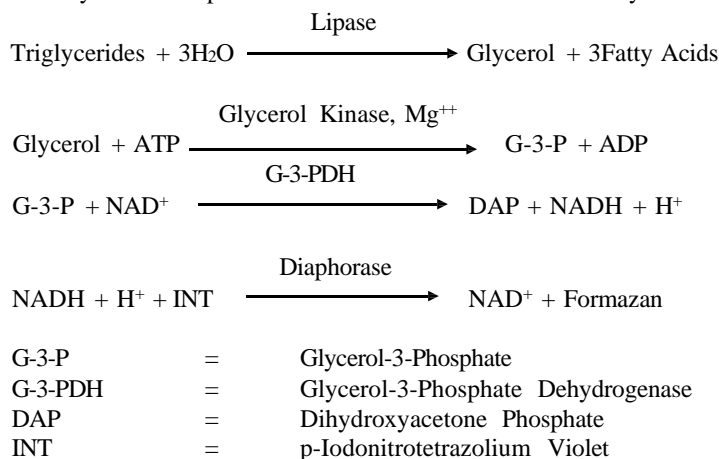 Lipase
Triglycerides + 3H2O Glycerol + 3Fatty Acids
Glycerol Kinase, Mg++
Glycerol + ATP G-3-P + ADP
G-3-PDH
G-3-P + NAD+ DAP + NADH + H+
Diaphorase
NADH + H+ + INT NAD+ + Formazan
G-3-P = Glycerol-3-Phosphate
G-3-PDH = Glycerol-3-Phosphate Dehydrogenase
DAP = Dihydroxyacetone Phosphate
INT = p-Iodonitrotetrazolium Violet